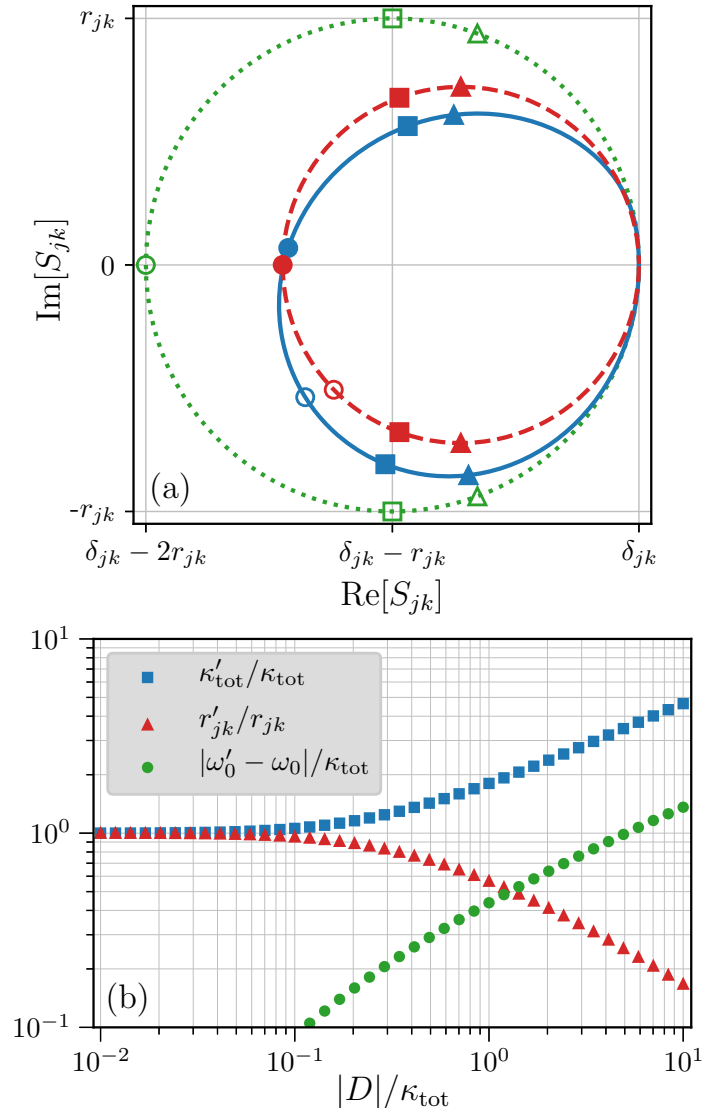 r_{jk}
0
-r_{jk}
Im[S_{jk}]
(a)
δ_{jk} − 2r_{jk}
δ_{jk} − r_{jk}
δ_{jk}
Re[S_{jk}]
10^1
10^0
10^{−1}
κ′_{tot}/κ_{tot}
r′_{jk}/r_{jk}
|ω′_0 − ω_0|/κ_{tot}
(b)
10^{−2}
10^{−1}
10^0
10^1
|D|/κ_{tot}